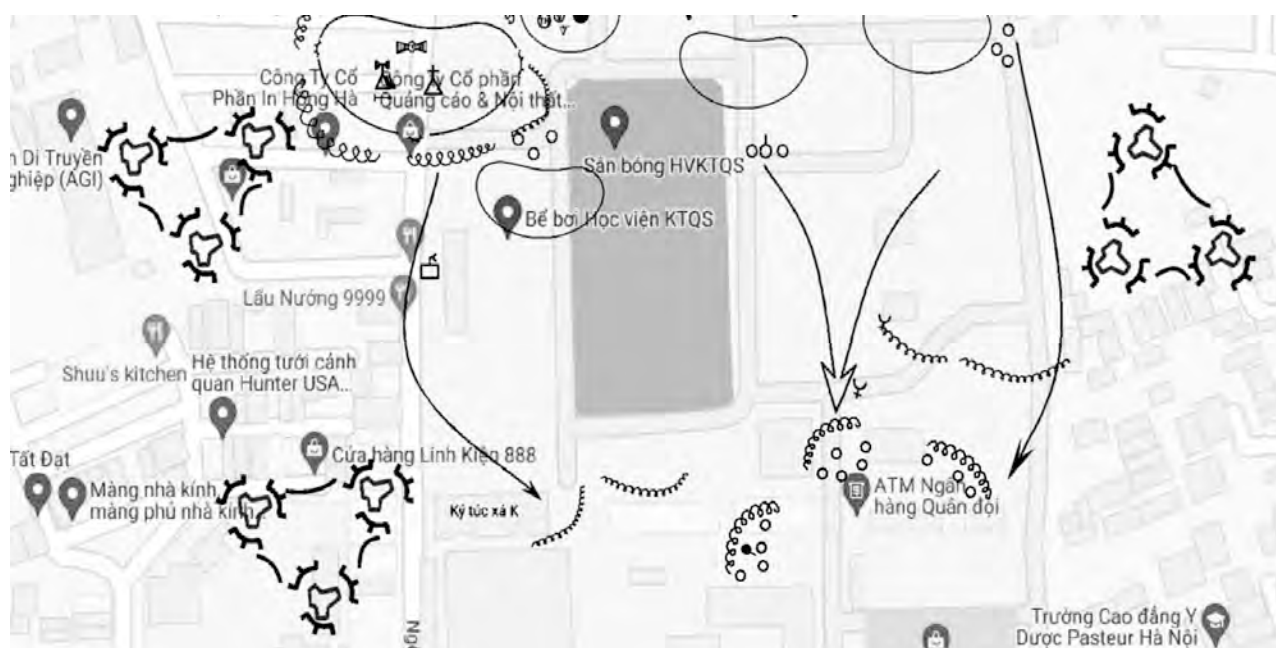 Công Ty Cổ
Phần In Hồng Hà
Công Ty Cổ phần
Quảng cáo & Nội thất...
Di Truyền
(AGI)
Sân bóng HVKTQS
Bể bơi Học viện KTQS
Lẩu Nướng 9999
Shuu's kitchen
Hệ thống tưới cảnh
quan Hunter USA...
Tất Đạt
Cửa hàng Linh Kiện 888
Màng nhà kính,
màng phủ nhà kính
Ký túc xá K
ATM Ngân
hàng Quân đội
Trường Cao đẳng Y
Dược Pasteur Hà Nội